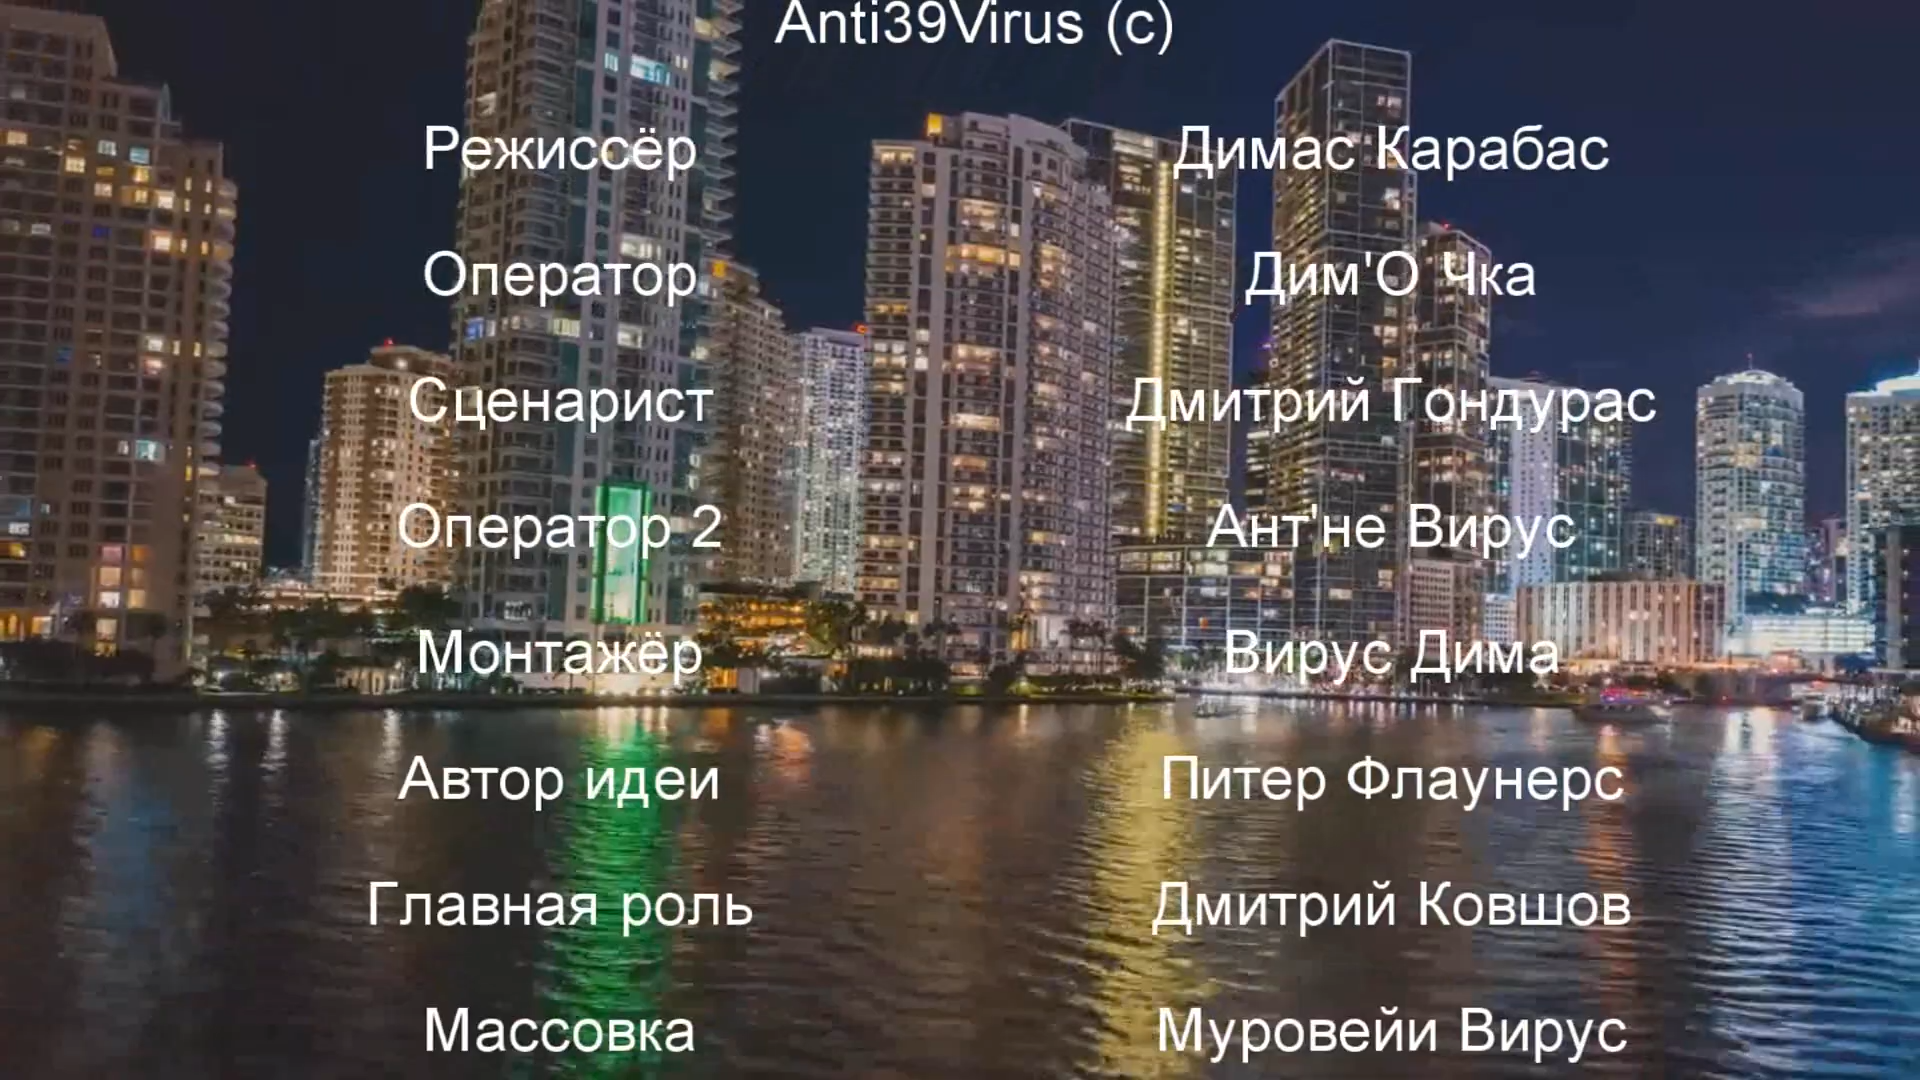 Anti39Virus (c)
Режиссёр Димас Карабас
Оператор Дим'О Чка
Сценарист Дмитрий Гондурас
Оператор 2 Ант'не Вирус
Монтажёр Вирус Дима
Автор идеи Питер Флаунерс
Главная роль Дмитрий Ковшов
Массовка Муровейи Вирус